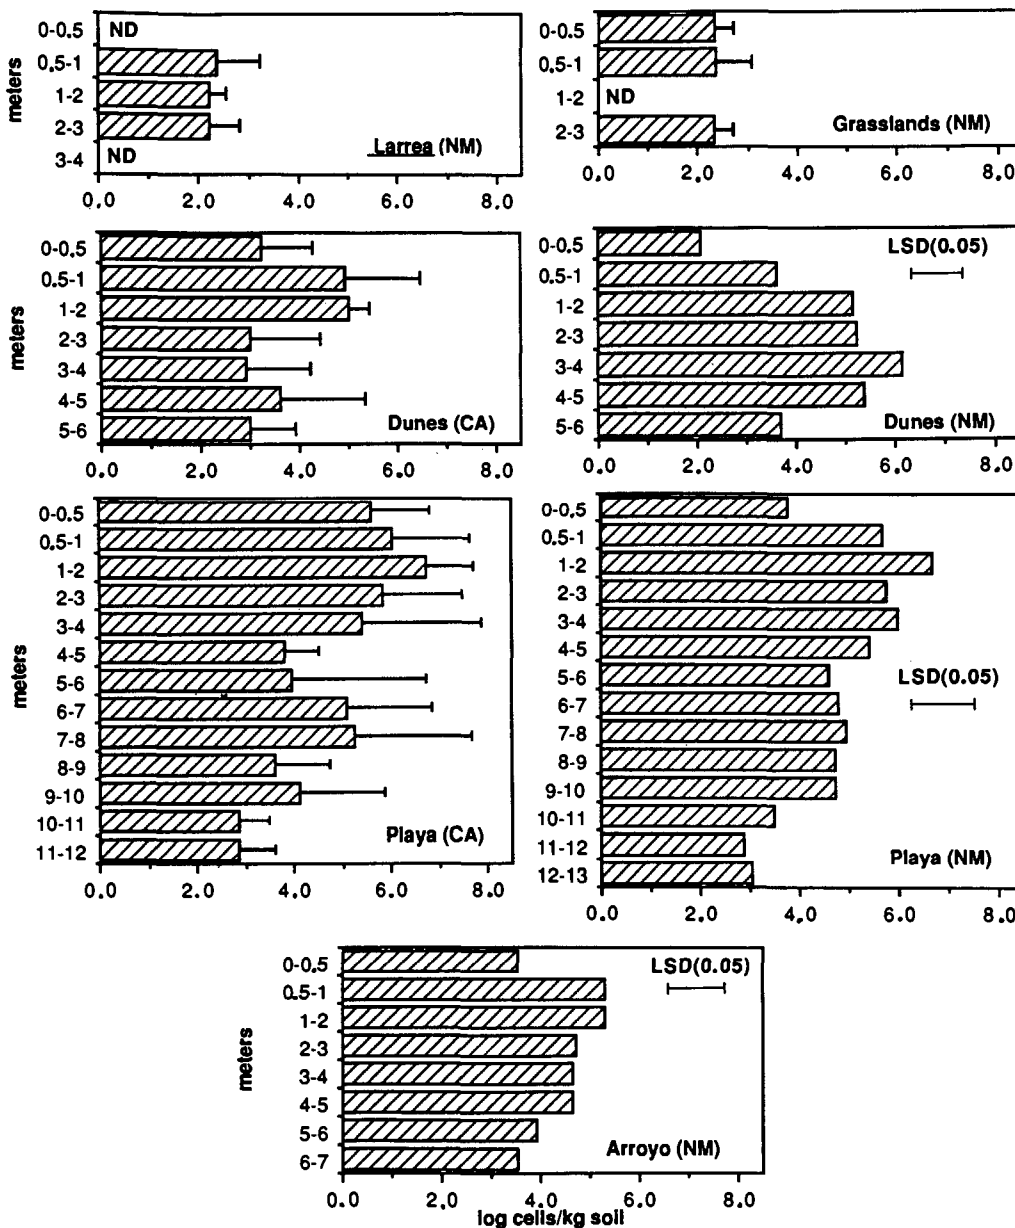 meters
0-0.5
ND
0.5-1
1-2
2-3
3-4
ND
Larrea (NM)
0.0 2.0 4.0 6.0 8.0
0-0.5
0.5-1
1-2
ND
2-3
Grasslands (NM)
0.0 2.0 4.0 6.0 8.0
meters
0-0.5
0.5-1
1-2
2-3
3-4
4-5
5-6
Dunes (CA)
0.0 2.0 4.0 6.0 8.0
0-0.5
0.5-1
1-2
2-3
3-4
4-5
5-6
LSD(0.05)
Dunes (NM)
0.0 2.0 4.0 6.0 8.0
meters
0-0.5
0.5-1
1-2
2-3
3-4
4-5
5-6
6-7
7-8
8-9
9-10
10-11
11-12
Playa (CA)
0.0 2.0 4.0 6.0 8.0
0-0.5
0.5-1
1-2
2-3
3-4
4-5
5-6
6-7
7-8
8-9
9-10
10-11
11-12
12-13
LSD(0.05)
Playa (NM)
0.0 2.0 4.0 6.0 8.0
meters
0-0.5
0.5-1
1-2
2-3
3-4
4-5
5-6
6-7
LSD(0.05)
Arroyo (NM)
0.0 2.0 4.0 6.0 8.0
log cells/kg soil